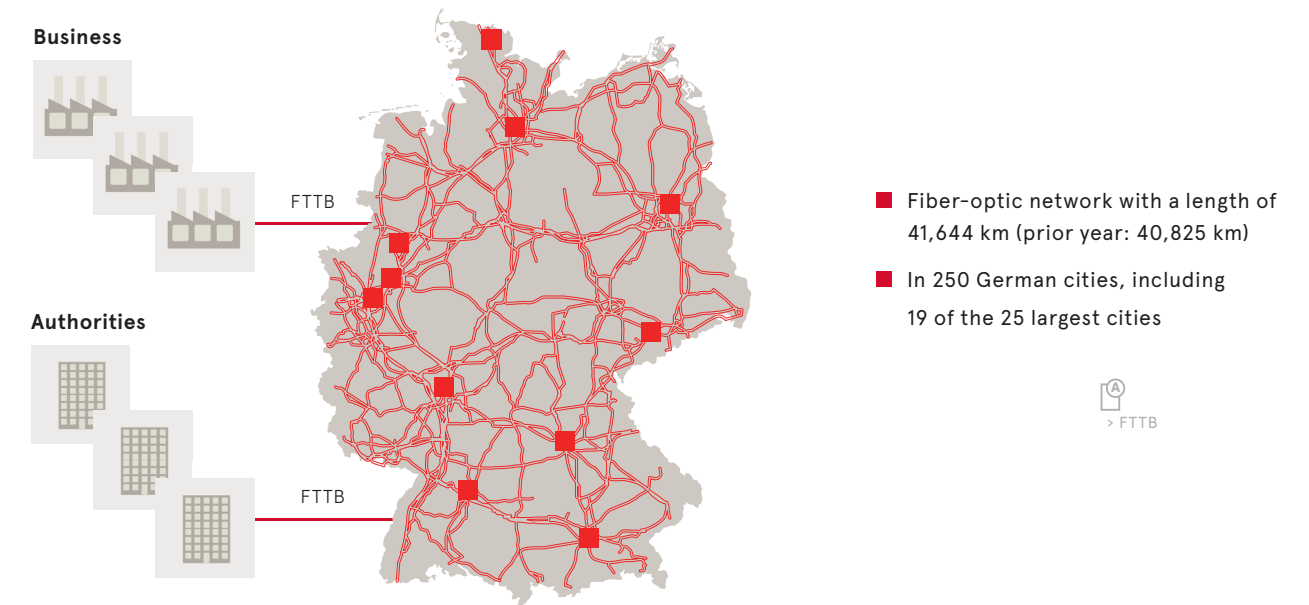 Business
FTTB
Authorities
FTTB
Fiber-optic network with a length of
41,644 km (prior year: 40,825 km)
In 250 German cities, including
19 of the 25 largest cities
A
> FTTB